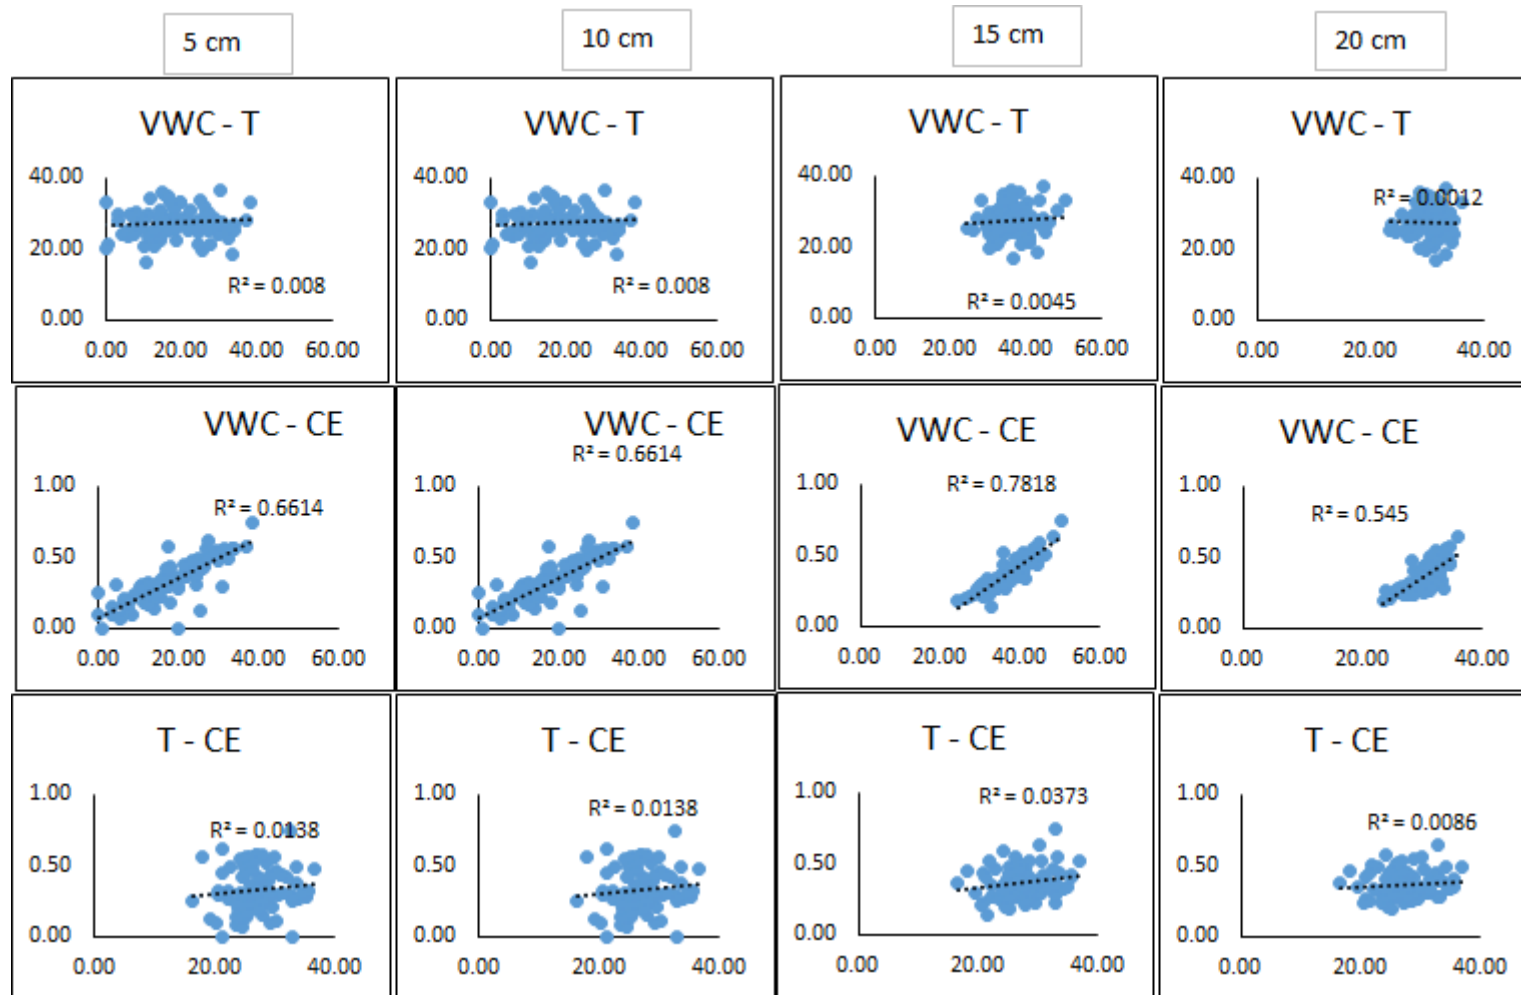 5 cm
10 cm
15 cm
20 cm
VWC - T
40.00
20.00
0.00
0.00 20.00 40.00 60.00
R² = 0.008
VWC - T
40.00
20.00
0.00
0.00 20.00 40.00 60.00
R² = 0.008
VWC - T
40.00
20.00
0.00
0.00 20.00 40.00 60.00
R² = 0.0045
VWC - T
40.00
20.00
0.00
0.00 20.00 40.00
R² = 0.0012
VWC - CE
R² = 0.6614
1.00
0.50
0.00
0.00 20.00 40.00 60.00
VWC - CE
R² = 0.6614
1.00
0.50
0.00
0.00 20.00 40.00 60.00
VWC - CE
R² = 0.7818
1.00
0.50
0.00
0.00 20.00 40.00 60.00
VWC - CE
R² = 0.545
1.00
0.50
0.00
0.00 20.00 40.00
T - CE
R² = 0.0138
1.00
0.50
0.00
0.00 20.00 40.00
T - CE
R² = 0.0138
1.00
0.50
0.00
0.00 20.00 40.00
T - CE
R² = 0.0373
1.00
0.50
0.00
0.00 20.00 40.00
T - CE
R² = 0.0086
1.00
0.50
0.00
0.00 20.00 40.00